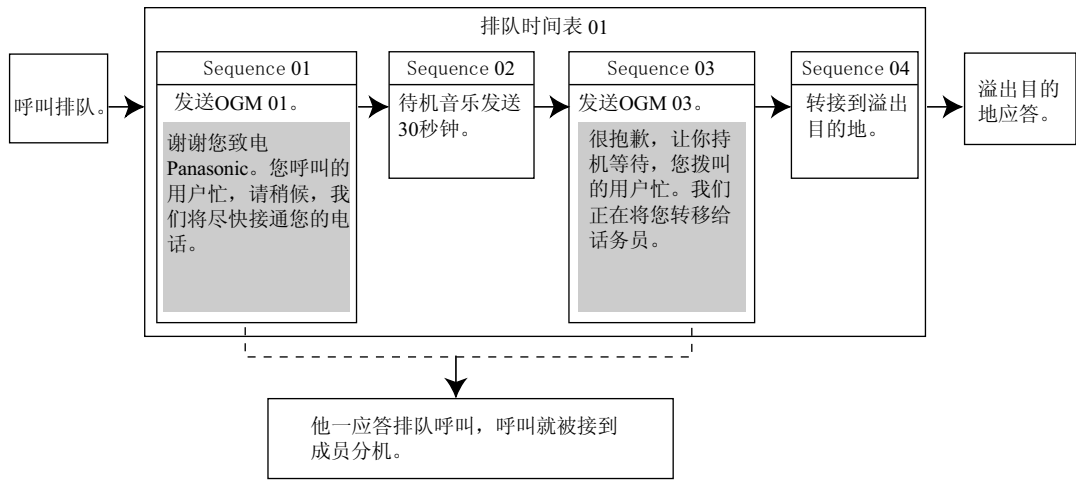 排队时间表 01
呼叫排队。
Sequence 01
发送OGM 01。
谢谢您致电
Panasonic。您呼叫的
用户忙，请稍候，我
们将尽快接通您的电
话。
Sequence 02
待机音乐发送
30秒钟。
Sequence 03
发送OGM 03。
很抱歉，让你持
机等待，您拨叫
的用户忙。我们
正在将您转移给
话务员。
Sequence 04
转接到溢出
目的地。
溢出目的
地应答。
他一应答排队呼叫，呼叫就被接到
成员分机。